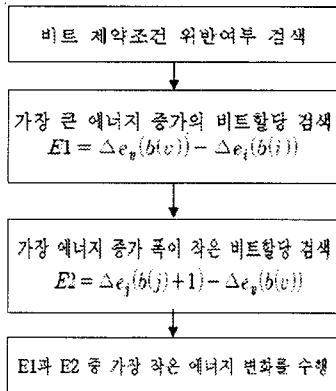 비트 제약조건 위반여부 검색
가장 큰 에너지 증가의 비트할당 검색
E1 = Δe_v(b(v)) − Δe_i(b(i))
가장 에너지 증가 폭이 작은 비트할당 검색
E2 = Δe_j(b(j)+1) − Δe_v(b(v))
E1과 E2 중 가장 작은 에너지 변화를 수행